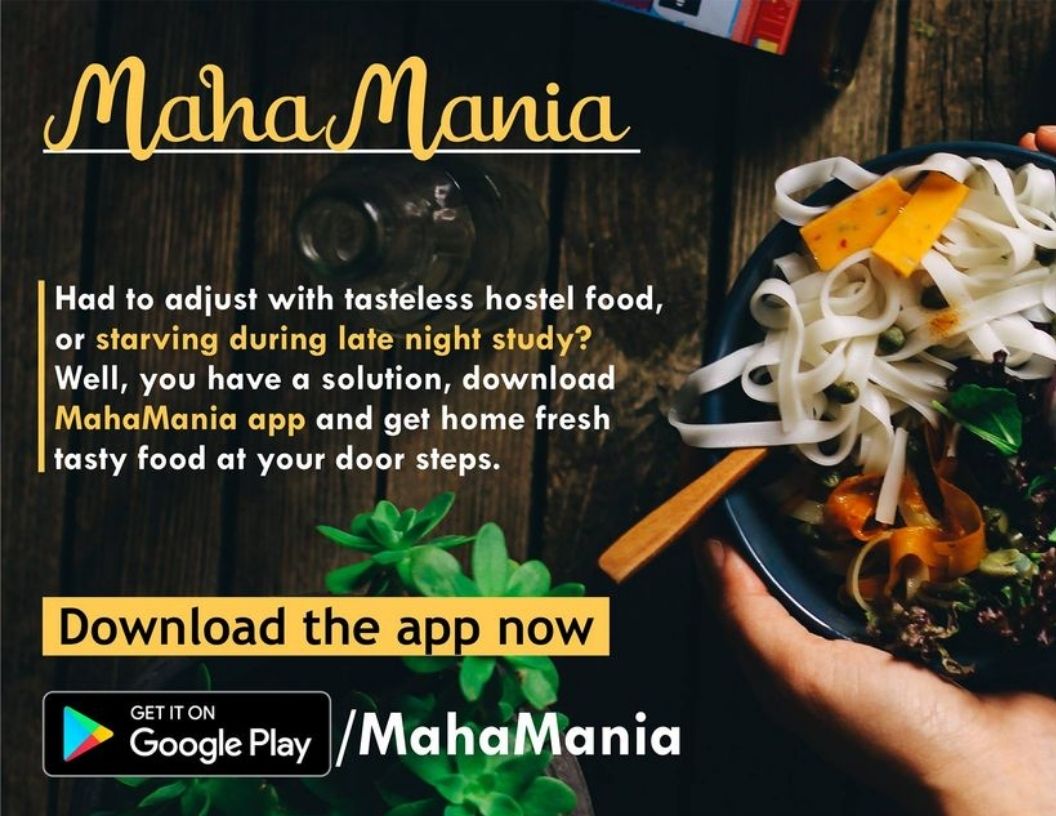 MahaMania
Had to adjust with tasteless hostel food,
or starving during late night study?
Well, you have a solution, download
MahaMania app and get home fresh
tasty food at your door steps.
Download the app now
GET IT ON
Google Play
/MahaMania